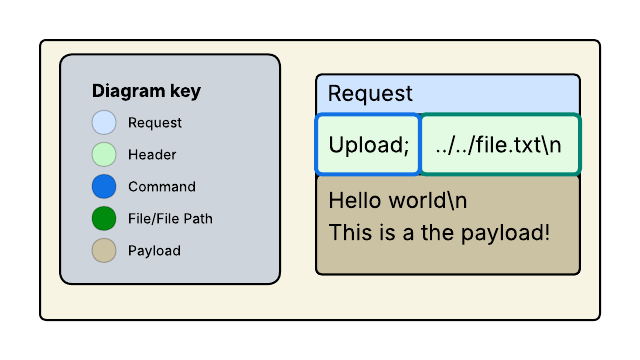 Diagram key
Request
Header
Command
File/File Path
Payload
Request
Upload; ../../file.txt\n
Hello world\n
This is a the payload!